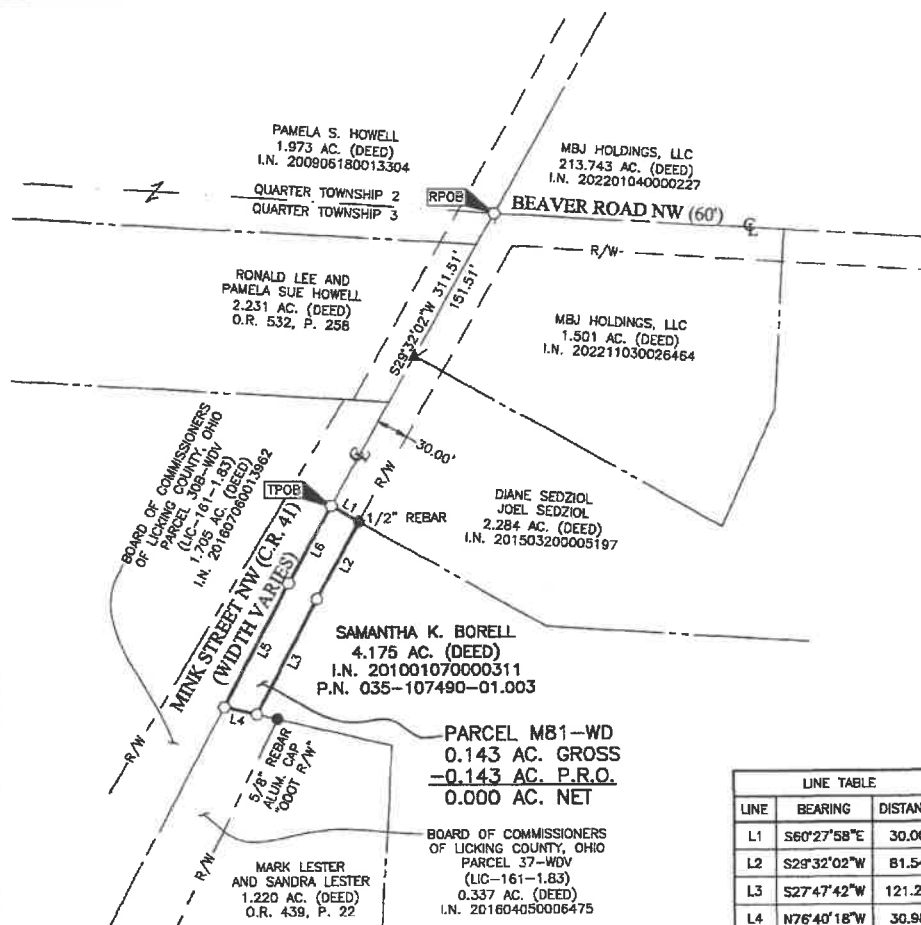 PAMELA S. HOWELL
1.973 AC. (DEED)
I.N. 200906180013304
MBJ HOLDINGS, LLC
213.743 AC. (DEED)
I.N. 202201040000227
QUARTER TOWNSHIP 2
QUARTER TOWNSHIP 3
RPOB
BEAVER ROAD NW (60')
R/W
RONALD LEE AND
PAMELA SUE HOWELL
2.231 AC. (DEED)
O.R. 532, P. 258
S29°32'02"W 311.51'
151.51'
MBJ HOLDINGS, LLC
1.501 AC. (DEED)
I.N. 202211030026464
30.00'
R/W
BOARD OF COMMISSIONERS
OF LICKING COUNTY, OHIO
PARCEL 30B-WDV
(LIC-161-1.83)
1.705 AC. (DEED)
I.N. 201607060013962
TPOB
L1
1/2" REBAR
DIANE SEDZIOL
JOEL SEDZIOL
2.284 AC. (DEED)
I.N. 201503200005197
MINK STREET NW (C.R. 41)
(WIDTH VARIES)
L6
L2
L5
L3
SAMANTHA K. BORELL
4.175 AC. (DEED)
I.N. 201001070000311
P.N. 035-107490-01.003
L4
R/W
5/8" REBAR
ALUM. CAP
"ODOT R/W"
PARCEL M81-WD
0.143 AC. GROSS
-0.143 AC. P.R.O.
0.000 AC. NET
R/W
BOARD OF COMMISSIONERS
OF LICKING COUNTY, OHIO
PARCEL 37-WDV
(LIC-161-1.83)
0.337 AC. (DEED)
I.N. 201604050006475
MARK LESTER
AND SANDRA LESTER
1.220 AC. (DEED)
O.R. 439, P. 22
LINE TABLE
LINE BEARING DISTAN
L1 S60°27'58"E 30.00
L2 S29°32'02"W 81.54
L3 S27°47'42"W 121.2
L4 N76°40'18"W 30.98